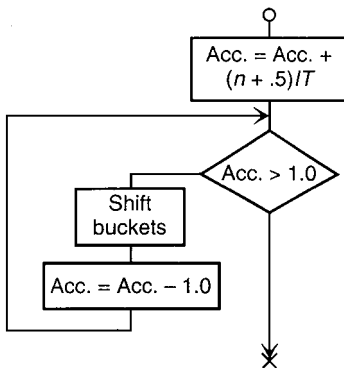 Acc. = Acc. +
(n + .5)/T
Acc. > 1.0
Shift
buckets
Acc. = Acc. – 1.0